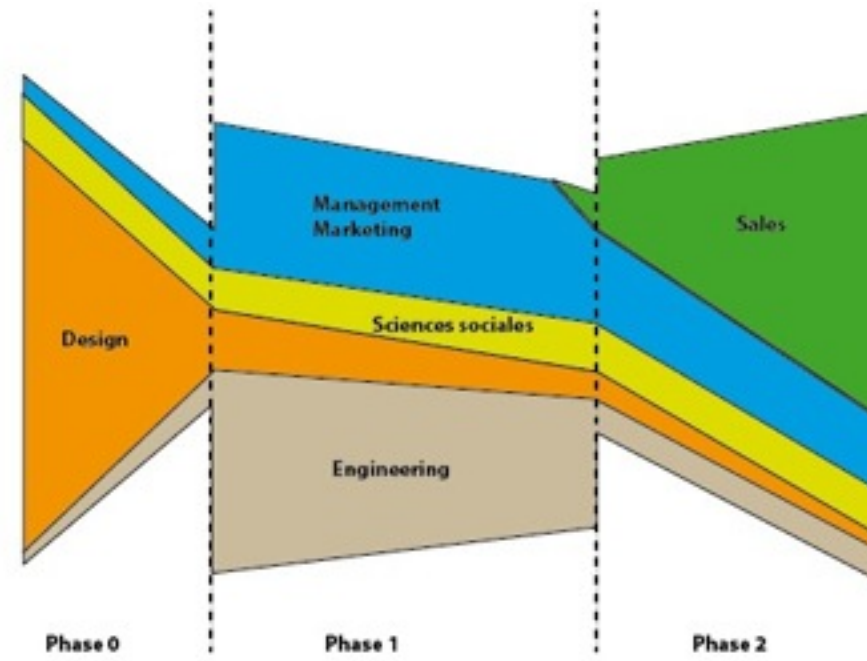 Management
Marketing
Sales
Sciences sociales
Design
Engineering
Phase 0
Phase 1
Phase 2